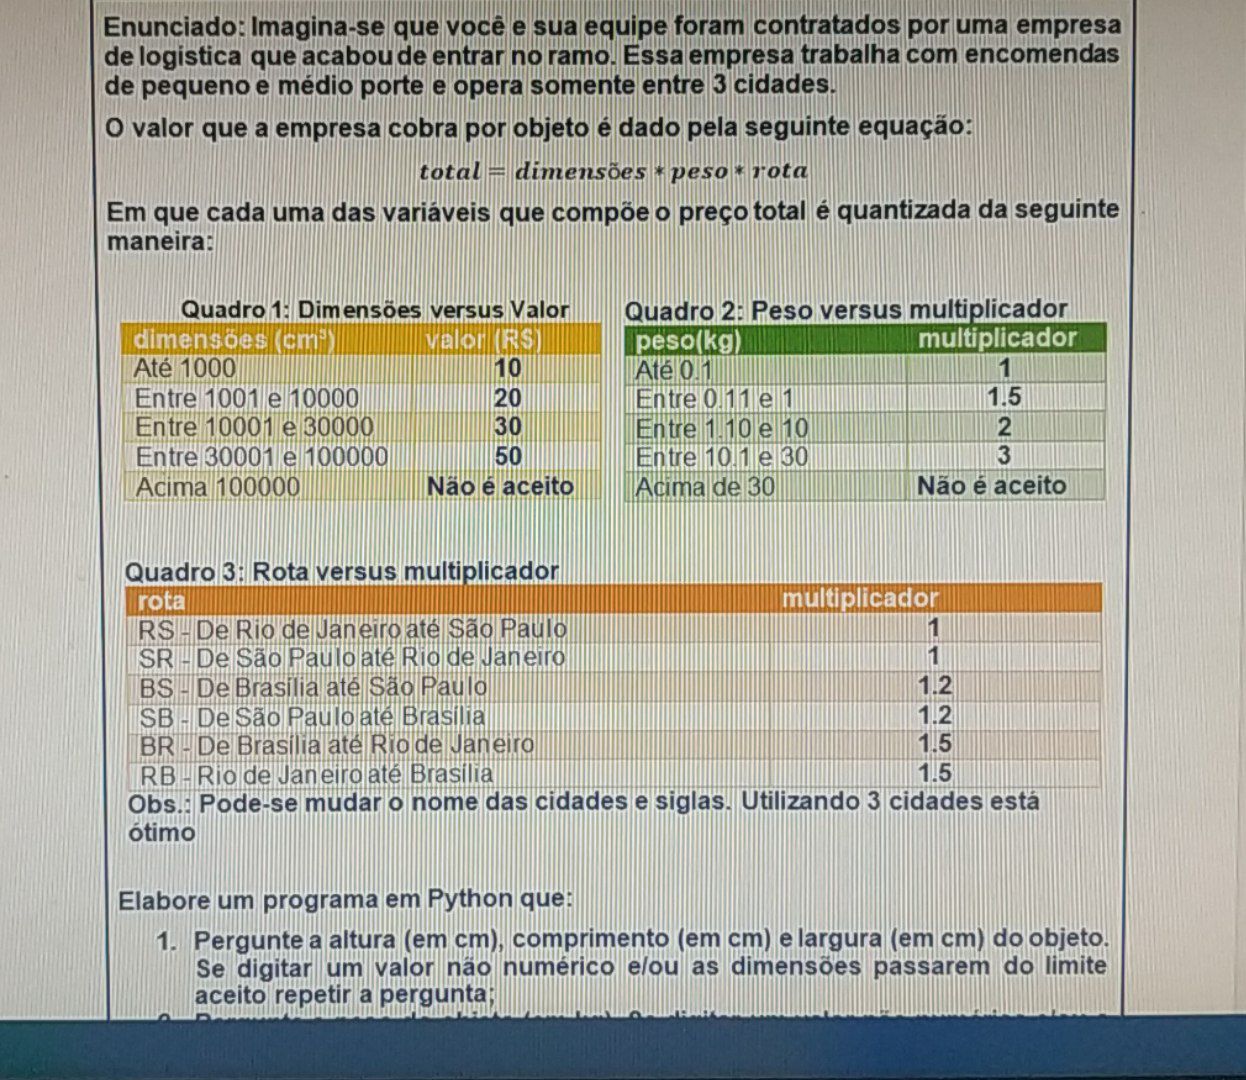 Enunciado: Imagina-se que você e sua equipe foram contratados por uma empresa
de logistica que acabou de entrar no ramo. Essa empresa trabalha com encomendas
de pequeno e médio porte e opera somente entre 3 cidades.
O valor que a empresa cobra por objeto é dado pela seguinte equação:
total = dimensões * peso * rota
Em que cada uma das variáveis que compõe o preço total é quantizada da seguinte
maneira:
Quadro 1: Dimensões versus Valor
dimensões (cm³) valor (R$)
Até 1000 10
Entre 1001 e 10000 20
Entre 10001 e 30000 30
Entre 30001 e 100000 50
Acima 100000 Não é aceito
Quadro 2: Peso versus multiplicador
peso(kg) multiplicador
Até 0.1 1
Entre 0.11 e 1 1.5
Entre 1.10 e 10 2
Entre 10.1 e 30 3
Acima de 30 Não é aceito
Quadro 3: Rota versus multiplicador
rota multiplicador
RS - De Rio de Janeiro até São Paulo 1
SR - De São Paulo até Rio de Janeiro 1
BS - De Brasília até São Paulo 1.2
SB - De São Paulo até Brasília 1.2
BR - De Brasília até Rio de Janeiro 1.5
RB - Rio de Janeiro até Brasília 1.5
Obs.: Pode-se mudar o nome das cidades e siglas. Utilizando 3 cidades está
ótimo
Elabore um programa em Python que:
1. Pergunte a altura (em cm), comprimento (em cm) e largura (em cm) do objeto.
Se digitar um valor não numérico e/ou as dimensões passarem do limite
aceito repetir a pergunta;